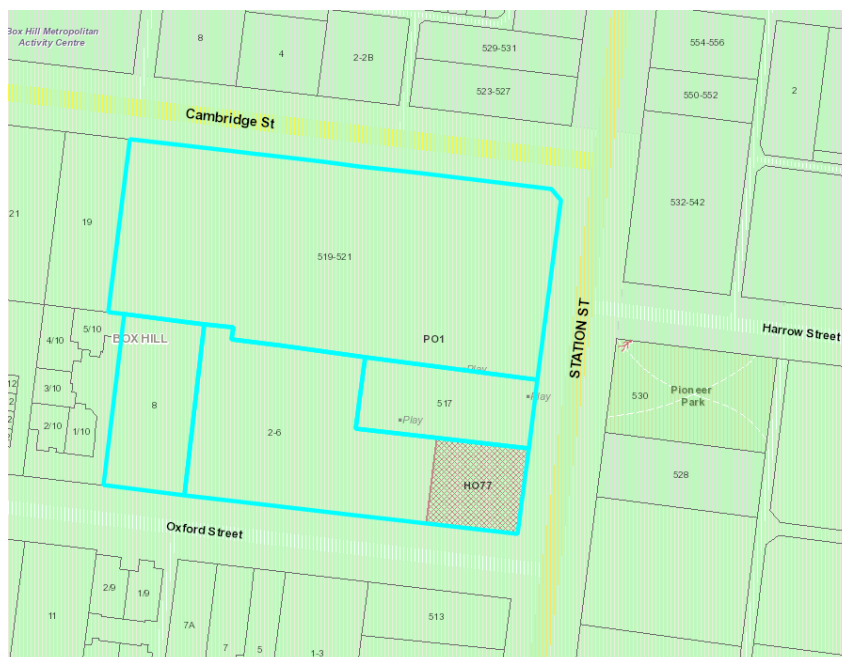 Box Hill Metropolitan
Activity Centre
8
4
2-2B
529-531
523-527
554-556
550-552
2
Cambridge St
21
19
519-521
532-542
STATION ST
Harrow Street
5/10
BOX HILL
4/10
PO1
Play
3/10
12
2
2
2/10
1/10
8
2-6
517
Play
Play
530
Pioneer
Park
528
HO77
Oxford Street
11
2/9
1/9
7A
7
5
1-3
513